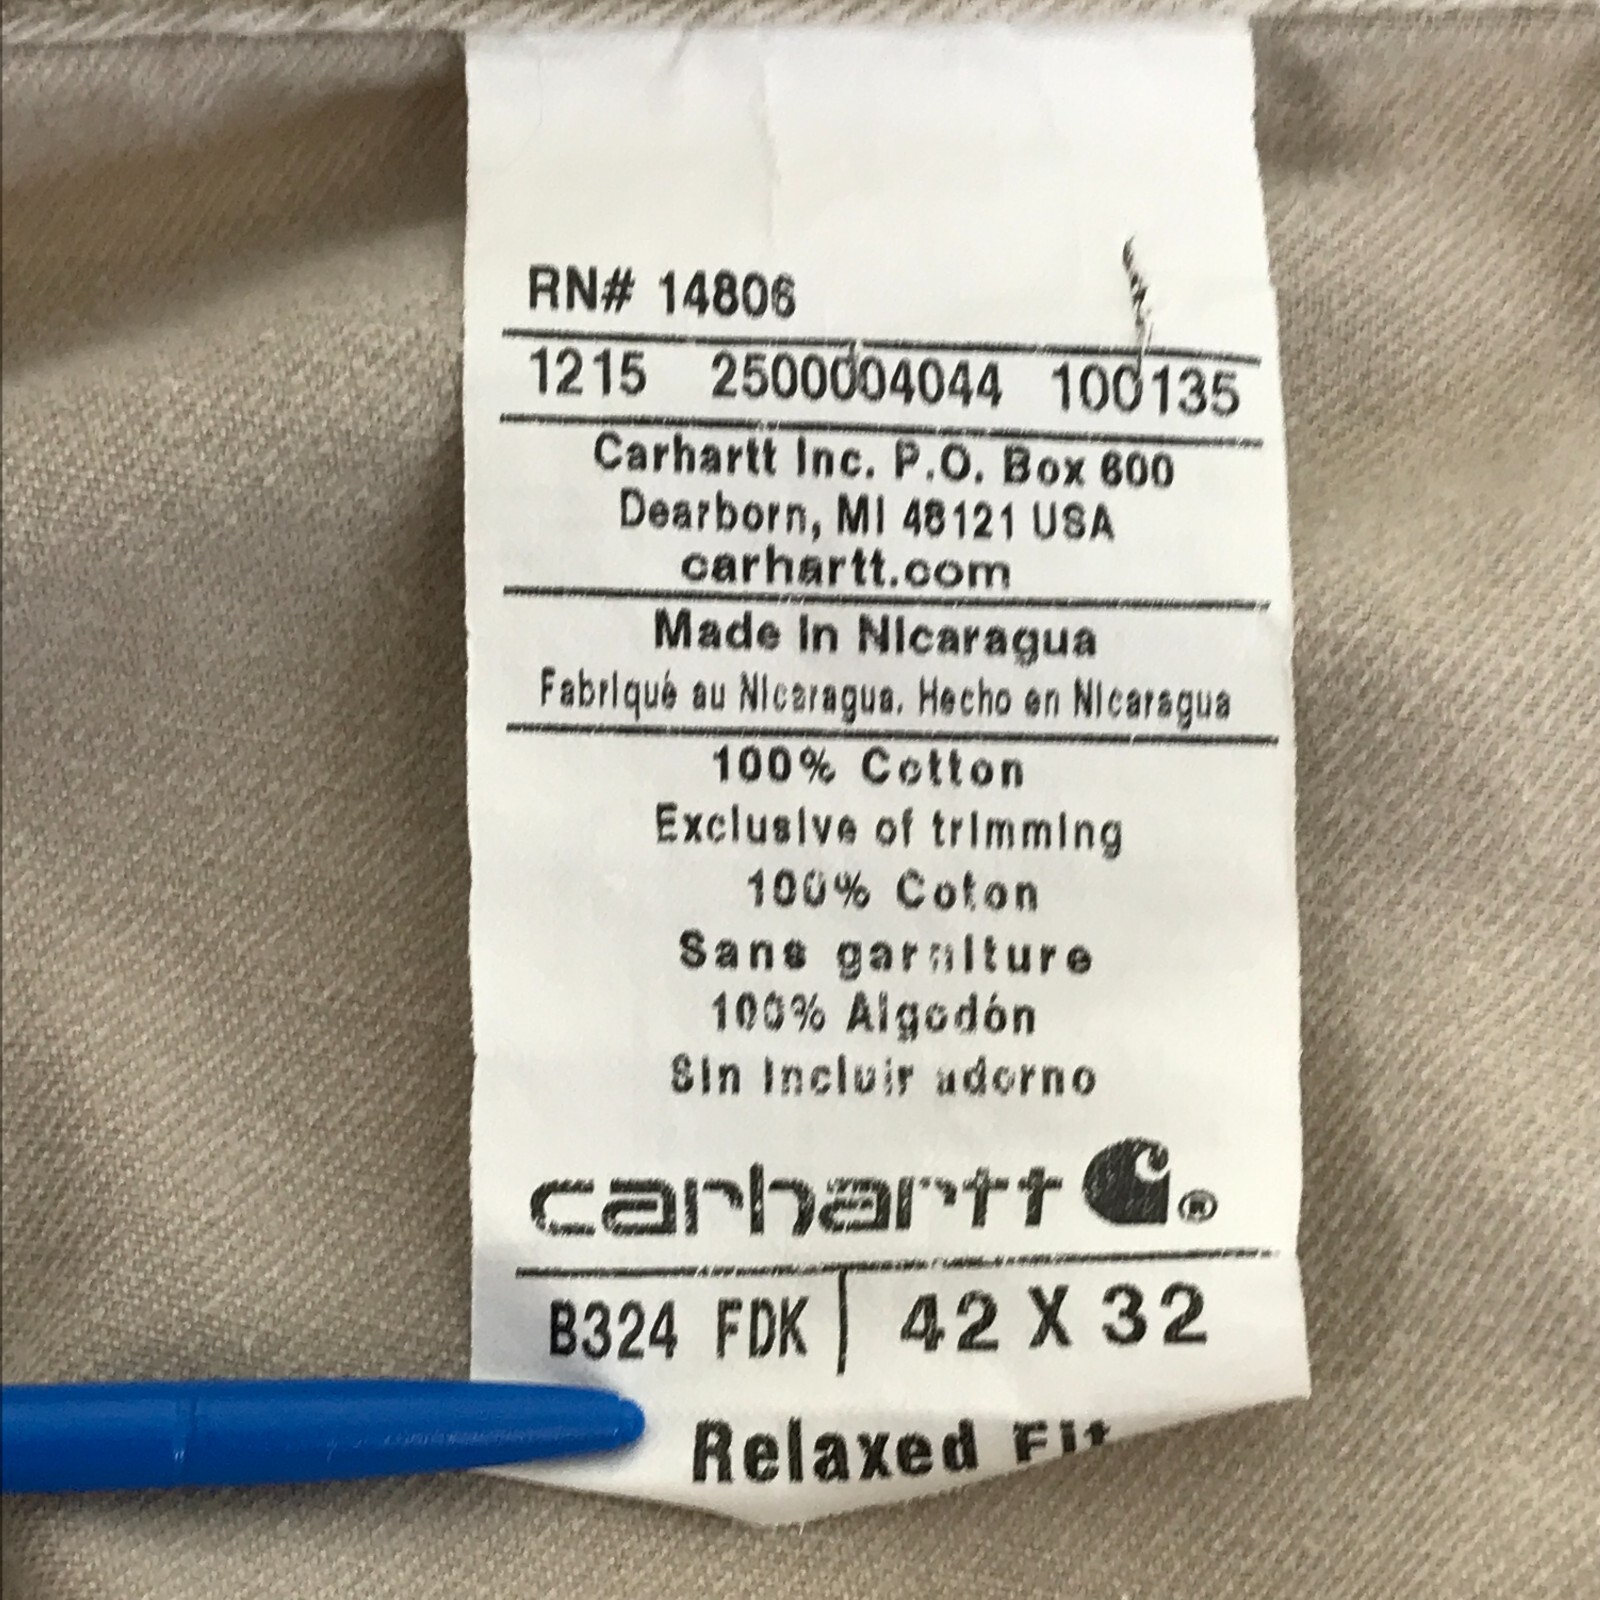 RN# 14806
1215 2500004044 100135
Carhartt Inc. P.O. Box 600
Dearborn, MI 48121 USA
carhartt.com
Made in Nicaragua
Fabriqué au Nicaragua. Hecho en Nicaragua
100% Cotton
Exclusive of trimming
100% Coton
Sans garniture
100% Algodón
Sin incluir adorno
carhartt ®
B324 FDK | 42 X 32
Relaxed Fit